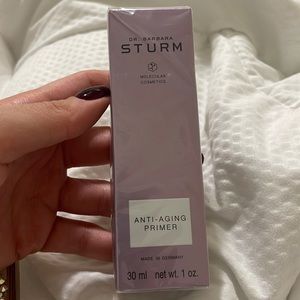 DR. BARBARA
STURM
MOLECULAR
COSMETICS
ANTI-AGING
PRIMER
MADE IN GERMANY
30 ml net wt. 1 oz.